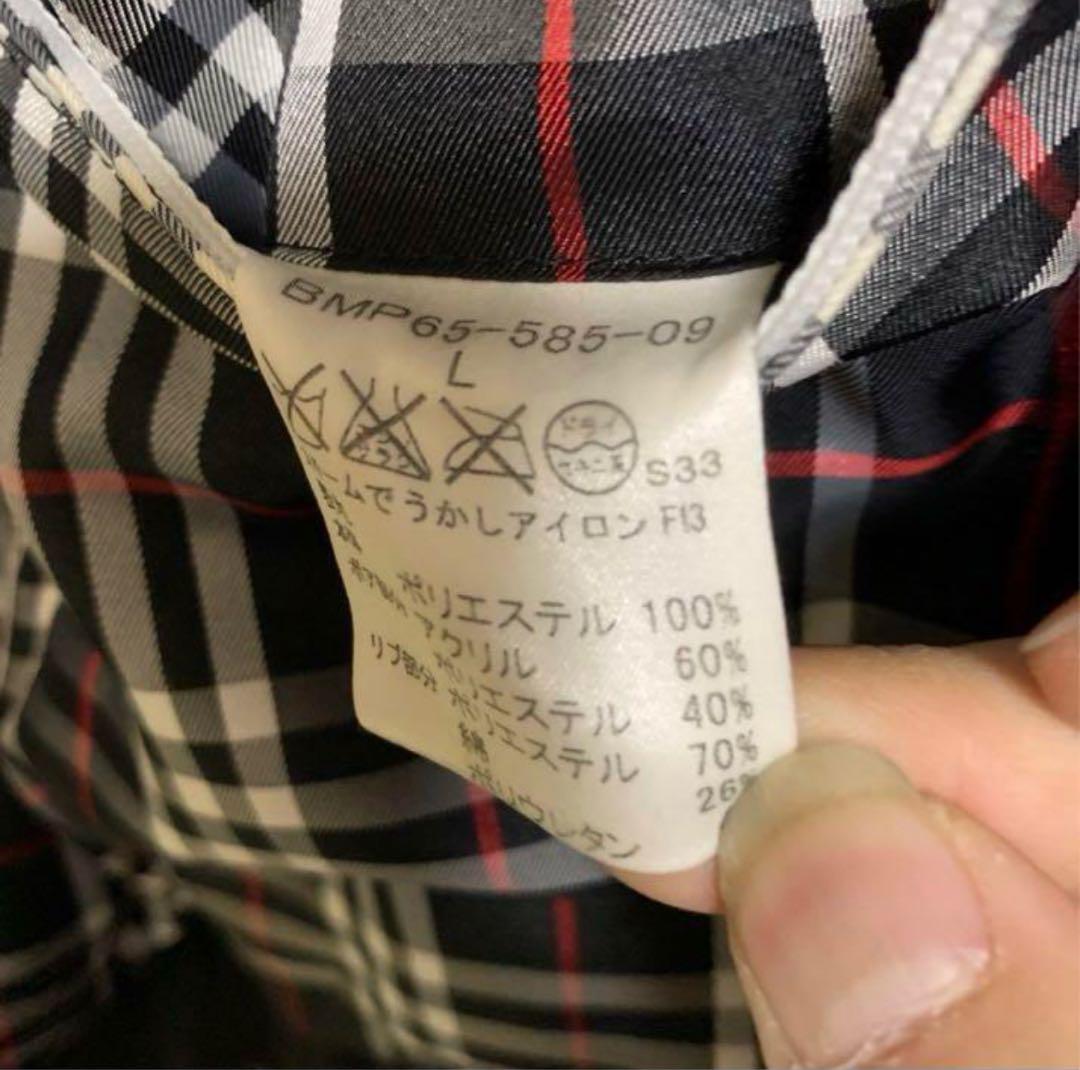 BMP65-585-09
L
ドライ
セキユ系
S33
ームでうかしアイロン F13
ポリエステル 100%
アクリル 60%
ポリエステル 40%
リブ部分 ポリエステル 70%
綿 26%
ポリウレタン